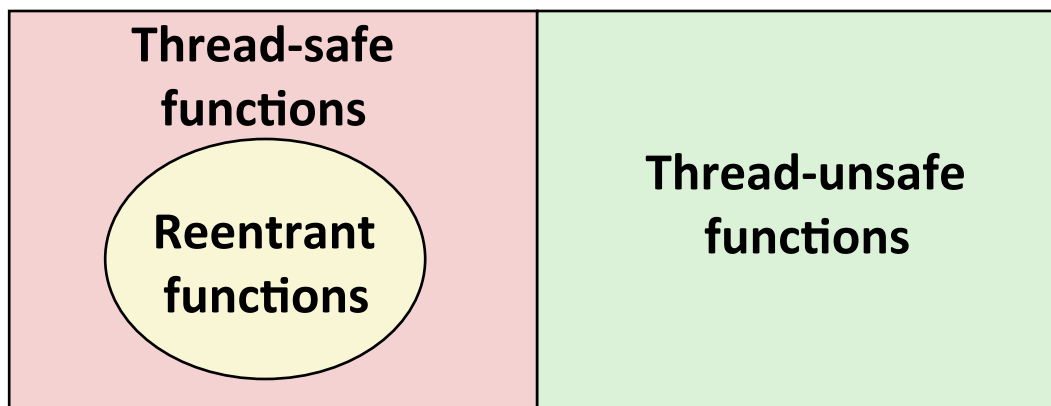 Thread-safe
functions
Reentrant
functions
Thread-unsafe
functions